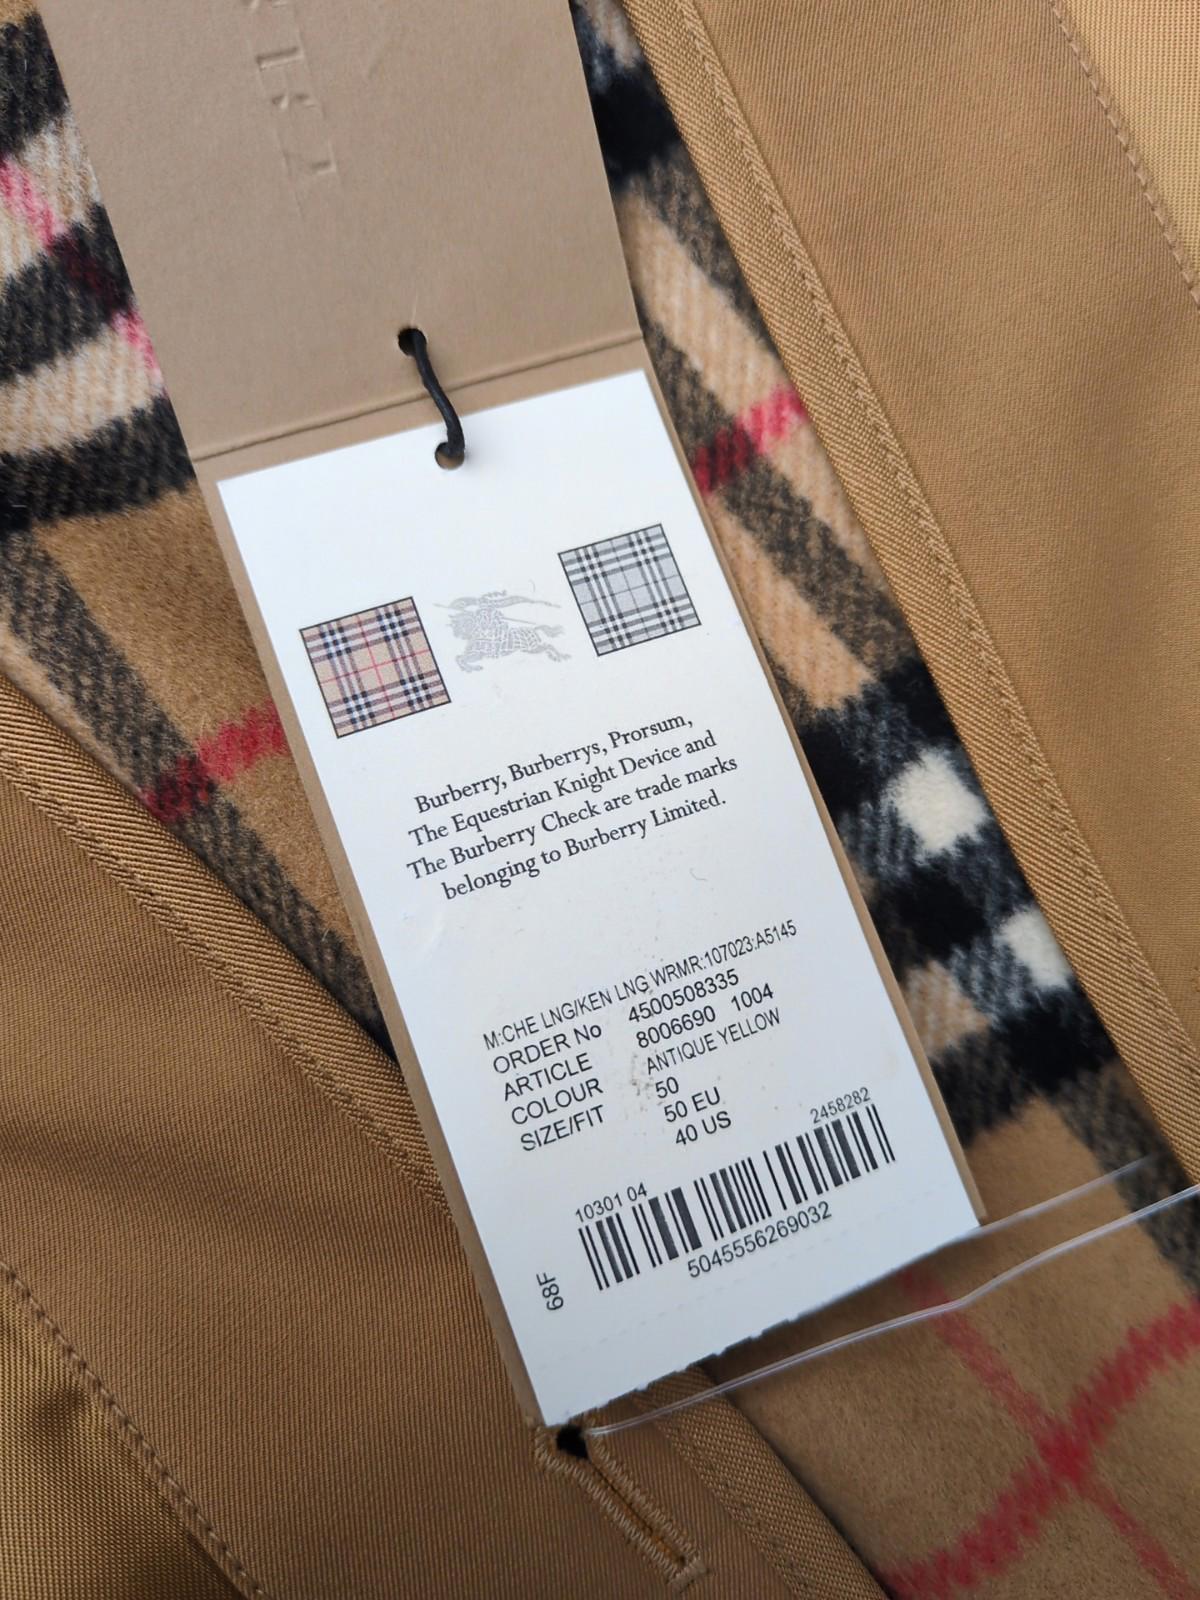 Burberry, Burberrys, Prorsum,
The Equestrian Knight Device and
The Burberry Check are trade marks
belonging to Burberry Limited.
M:CHE LNG/KEN LNG WRMR:107023:A5145
ORDER No 4500508335
ARTICLE 8006690 1004
COLOUR ANTIQUE YELLOW
SIZE/FIT 50
50 EU
40 US
2458282
10301 04
5045556269032
68F